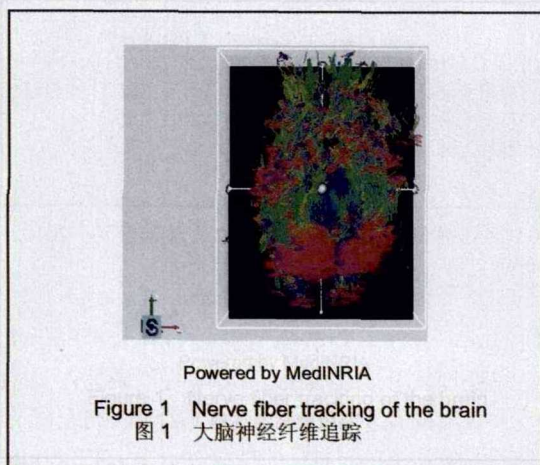 S
Powered by MedINRIA
Figure 1 Nerve fiber tracking of the brain
图 1 大脑神经纤维追踪